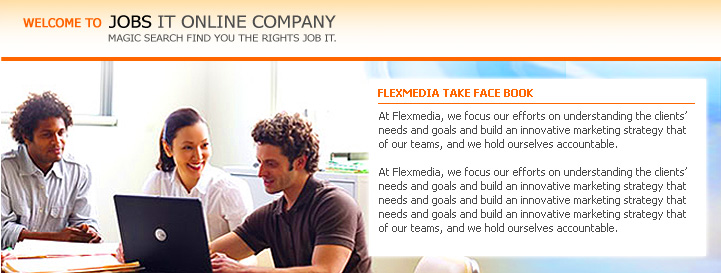 WELCOME TO JOBS IT ONLINE COMPANY
MAGIC SEARCH FIND YOU THE RIGHTS JOB IT.
FLEXMEDIA TAKE FACE BOOK
At Flexmedia, we focus our efforts on understanding the clients’
needs and goals and build an innovative marketing strategy that
of our teams, and we hold ourselves accountable.
At Flexmedia, we focus our efforts on understanding the clients’
needs and goals and build an innovative marketing strategy that
needs and goals and build an innovative marketing strategy that
needs and goals and build an innovative marketing strategy that
of our teams, and we hold ourselves accountable.